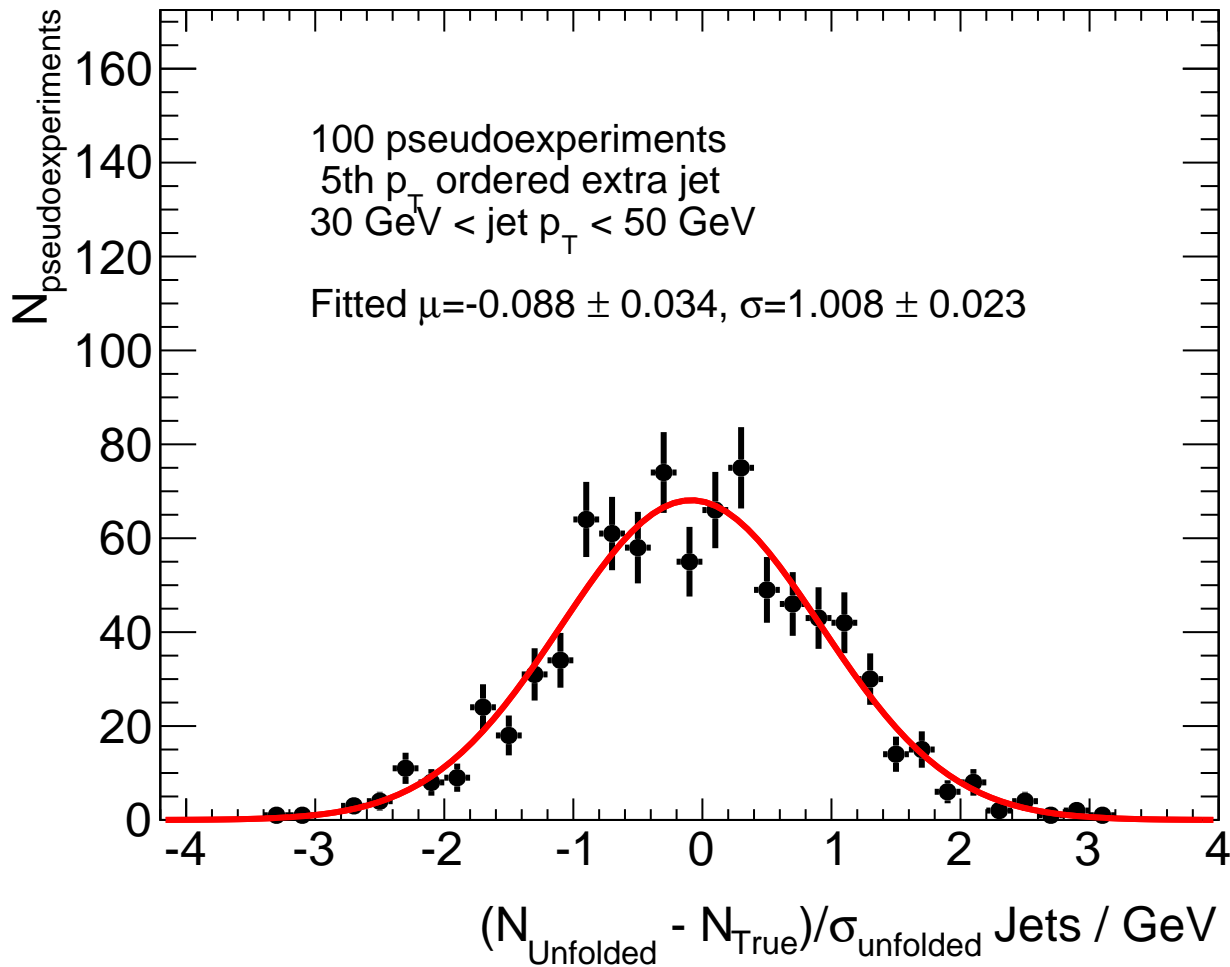 N_pseudoexperiments
160
140
120
100
80
60
40
20
0
100 pseudoexperiments
5th p_T ordered extra jet
30 GeV < jet p_T < 50 GeV
Fitted μ=-0.088 ± 0.034, σ=1.008 ± 0.023
-4 -3 -2 -1 0 1 2 3 4
(N_Unfolded - N_True)/σ_unfolded Jets / GeV